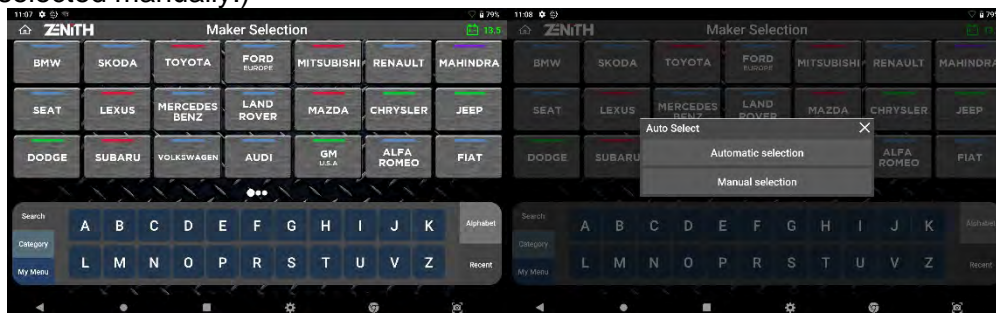 selected manually.)
11:07 79%
ZENITH Maker Selection 13.5
BMW SKODA TOYOTA FORD EUROPE MITSUBISHI RENAULT MAHINDRA
SEAT LEXUS MERCEDES BENZ LAND ROVER MAZDA CHRYSLER JEEP
DODGE SUBARU VOLKSWAGEN AUDI GM U.S.A ALFA ROMEO FIAT
Search
A B C D E F G H I J K
Alphabet
Category
L M N O P R S T U V Z
My Menu
Recent
11:08 79%
ZENITH Maker Selection
BMW SKODA TOYOTA FORD EUROPE MITSUBISHI RENAULT MAHINDRA
SEAT LEXUS MERCEDES BENZ LAND ROVER MAZDA CHRYSLER JEEP
Auto Select
Automatic selection
Manual selection
DODGE SUBARU ALFA ROMEO FIAT
Search
A B C D E F G H I J K
Alphabet
Category
L M N O P R S T U V Z
My Menu
Recent